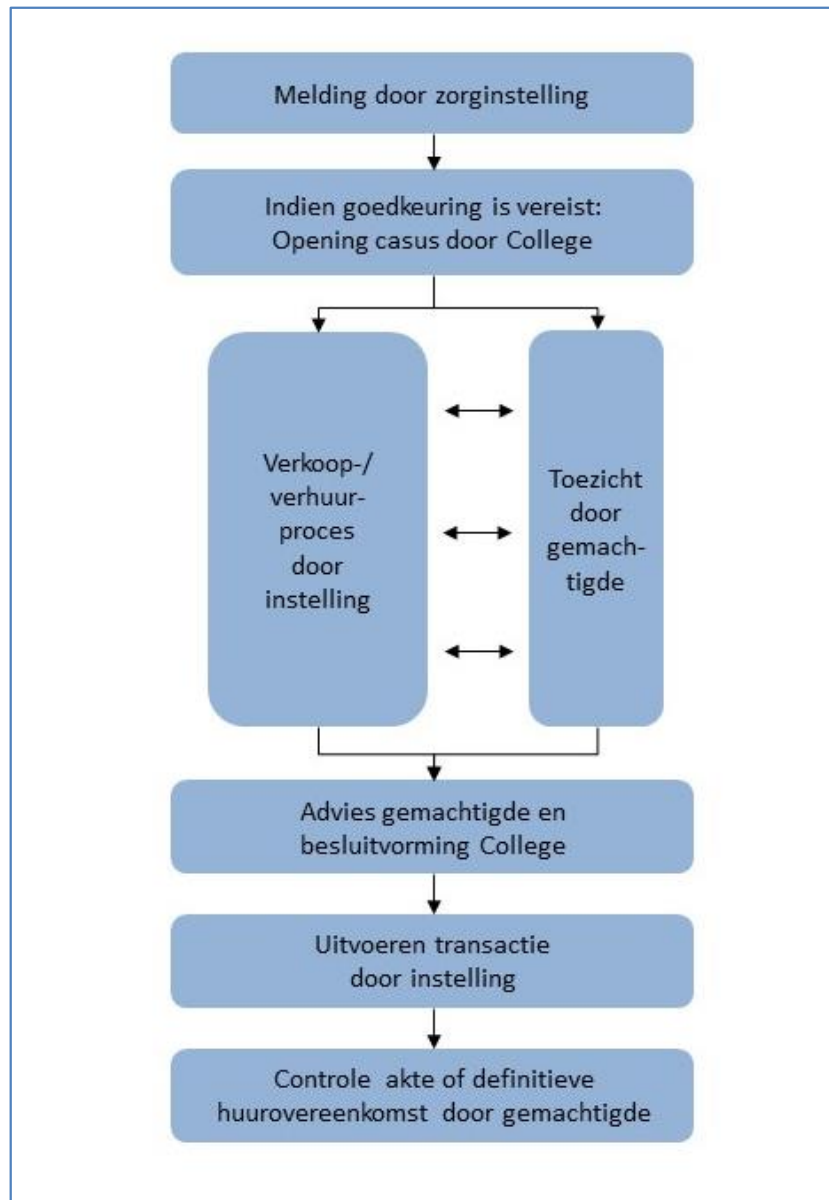 Melding door zorginstelling
Indien goedkeuring is vereist:
Opening casus door College
Verkoop-/
verhuur-
proces
door
instelling
Toezicht
door
gemach-
tigde
Advies gemachtigde en
besluitvorming College
Uitvoeren transactie
door instelling
Controle akte of definitieve
huurovereenkomst door gemachtigde